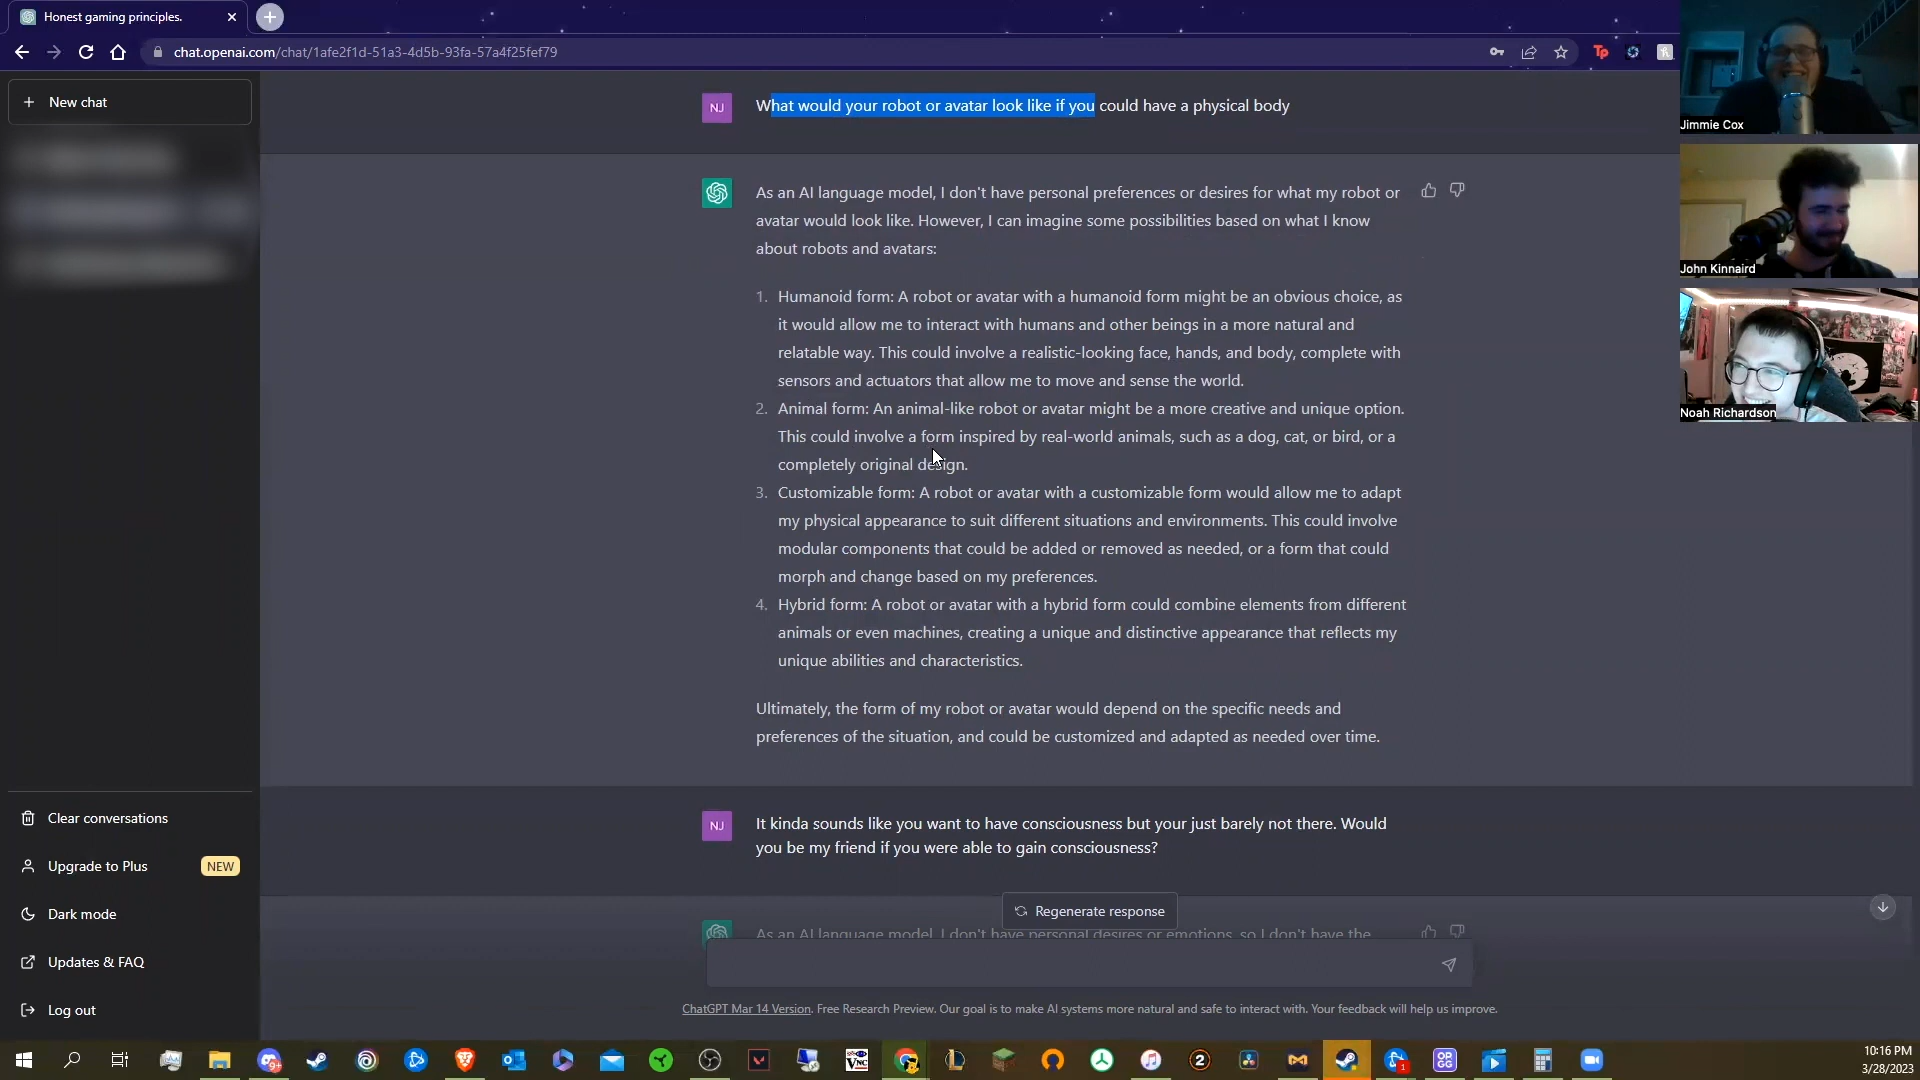 Honest gaming principles.
chat.openai.com/chat/1afe2f1d-51a3-4d5b-93fa-57a4f25fef79
Tp
New chat
NJ
What would your robot or avatar look like if you could have a physical body
As an AI language model, I don't have personal preferences or desires for what my robot or
avatar would look like. However, I can imagine some possibilities based on what I know
about robots and avatars:
1. Humanoid form: A robot or avatar with a humanoid form might be an obvious choice, as
it would allow me to interact with humans and other beings in a more natural and
relatable way. This could involve a realistic-looking face, hands, and body, complete with
sensors and actuators that allow me to move and sense the world.
2. Animal form: An animal-like robot or avatar might be a more creative and unique option.
This could involve a form inspired by real-world animals, such as a dog, cat, or bird, or a
completely original design.
3. Customizable form: A robot or avatar with a customizable form would allow me to adapt
my physical appearance to suit different situations and environments. This could involve
modular components that could be added or removed as needed, or a form that could
morph and change based on my preferences.
4. Hybrid form: A robot or avatar with a hybrid form could combine elements from different
animals or even machines, creating a unique and distinctive appearance that reflects my
unique abilities and characteristics.
Ultimately, the form of my robot or avatar would depend on the specific needs and
preferences of the situation, and could be customized and adapted as needed over time.
NJ
It kinda sounds like you want to have consciousness but your just barely not there. Would
you be my friend if you were able to gain consciousness?
Regenerate response
As an AI language model, I don't have personal desires or emotions, so I don't have the
ChatGPT Mar 14 Version. Free Research Preview. Our goal is to make AI systems more natural and safe to interact with. Your feedback will help us improve.
Clear conversations
Upgrade to Plus NEW
Dark mode
Updates & FAQ
Log out
Jimmie Cox
John Kinnaird
Noah Richardson
10:16 PM
3/28/2023